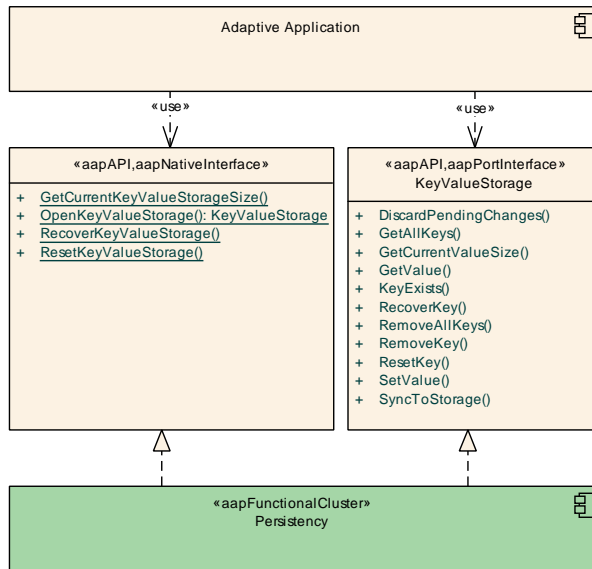 Adaptive Application
«use»
«use»
«aapAPI,aapNativeInterface»
+ GetCurrentKeyValueStorageSize()
+ OpenKeyValueStorage(): KeyValueStorage
+ RecoverKeyValueStorage()
+ ResetKeyValueStorage()
«aapAPI,aapPortInterface»
KeyValueStorage
+ DiscardPendingChanges()
+ GetAllKeys()
+ GetCurrentValueSize()
+ GetValue()
+ KeyExists()
+ RecoverKey()
+ RemoveAllKeys()
+ RemoveKey()
+ ResetKey()
+ SetValue()
+ SyncToStorage()
«aapFunctionalCluster»
Persistency